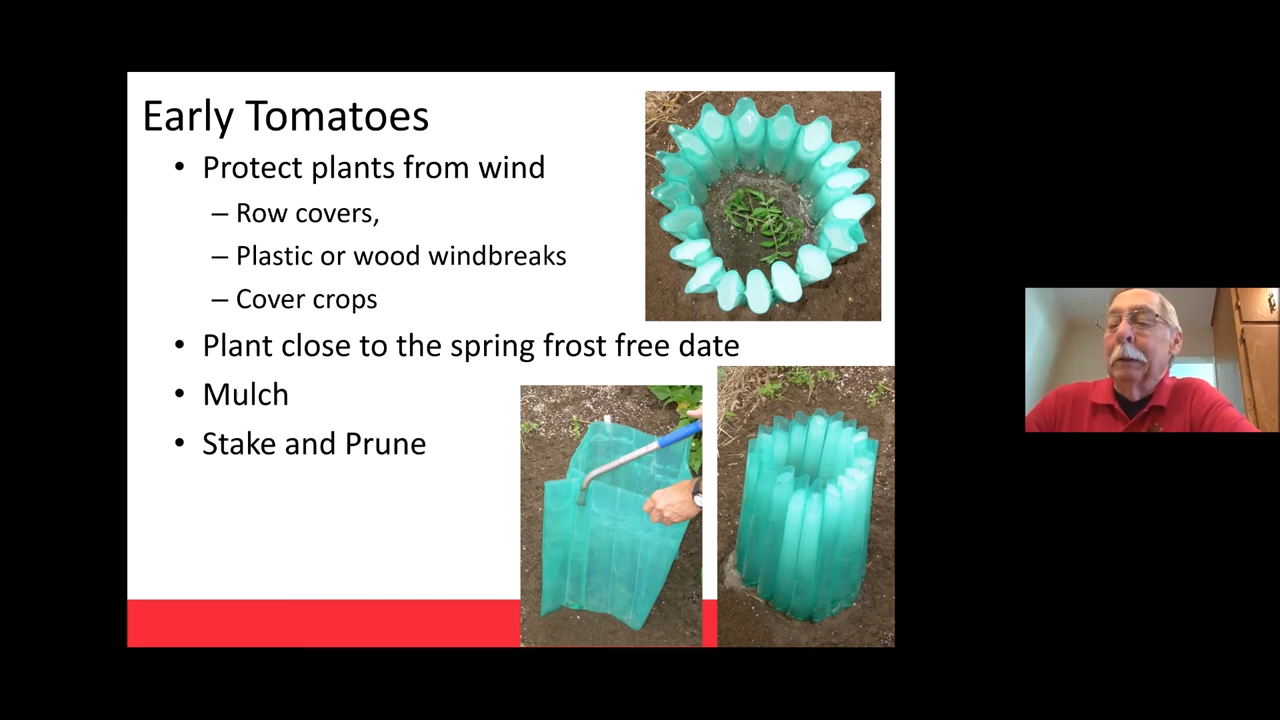 Early Tomatoes
• Protect plants from wind
– Row covers,
– Plastic or wood windbreaks
– Cover crops
• Plant close to the spring frost free date
• Mulch
• Stake and Prune